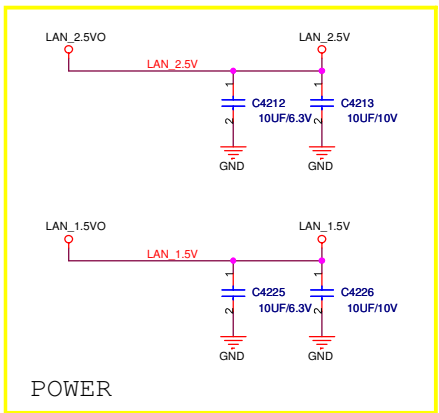 LAN_2.5VO LAN_2.5V
LAN_2.5V
1 1
C4212 C4213
10UF/6.3V 10UF/10V
2 2
GND GND
LAN_1.5VO LAN_1.5V
LAN_1.5V
1 1
C4225 C4226
10UF/6.3V 10UF/10V
2 2
GND GND
POWER